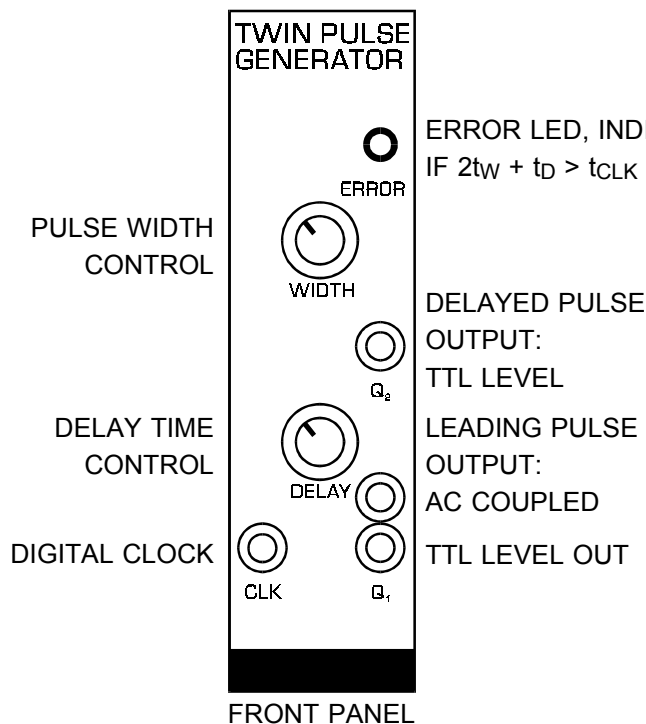 TWIN PULSE
GENERATOR
ERROR LED,
IF 2tW + tD > tCLK
ERROR
PULSE WIDTH
CONTROL
WIDTH
DELAYED PULSE
OUTPUT:
TTL LEVEL
Q2
DELAY TIME
CONTROL
DELAY
LEADING PULSE
OUTPUT:
AC COUPLED
DIGITAL CLOCK
CLK
TTL LEVEL OUT
Q1
FRONT PANEL